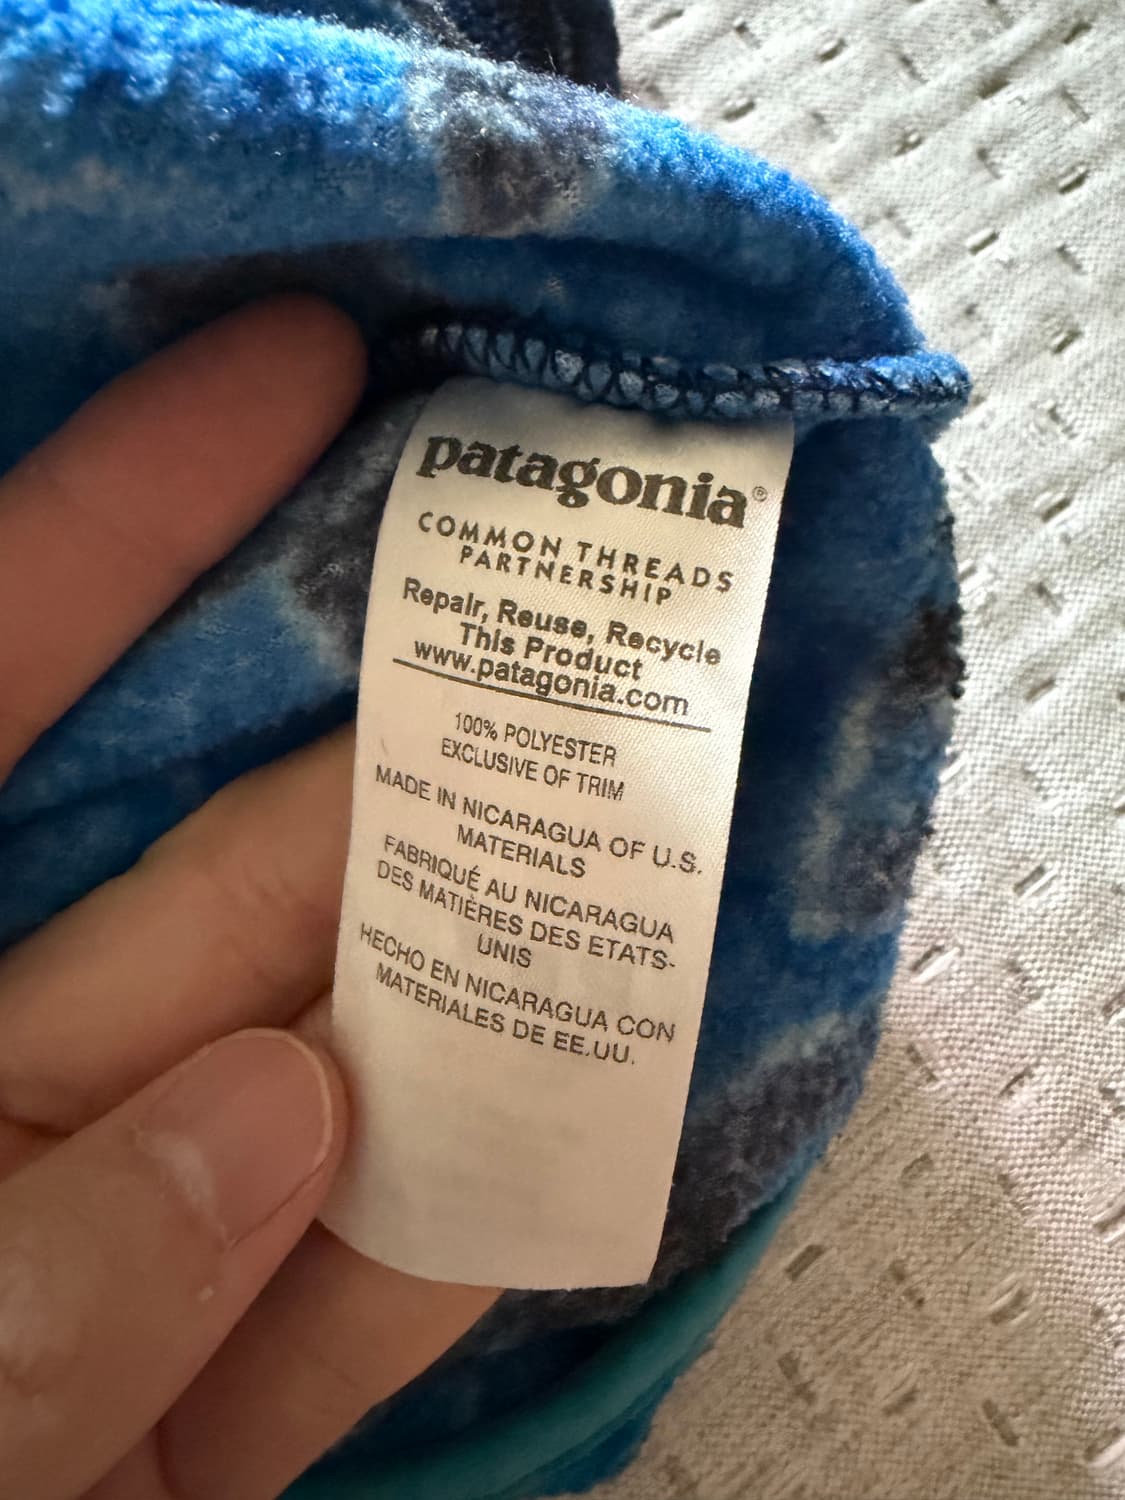 patagonia®
COMMON THREADS
PARTNERSHIP
Repair, Reuse, Recycle
This Product
www.patagonia.com
100% POLYESTER
EXCLUSIVE OF TRIM
MADE IN NICARAGUA OF U.S.
MATERIALS
FABRIQUÉ AU NICARAGUA
DES MATIÈRES DES ETATS-
UNIS
HECHO EN NICARAGUA CON
MATERIALES DE EE.UU.